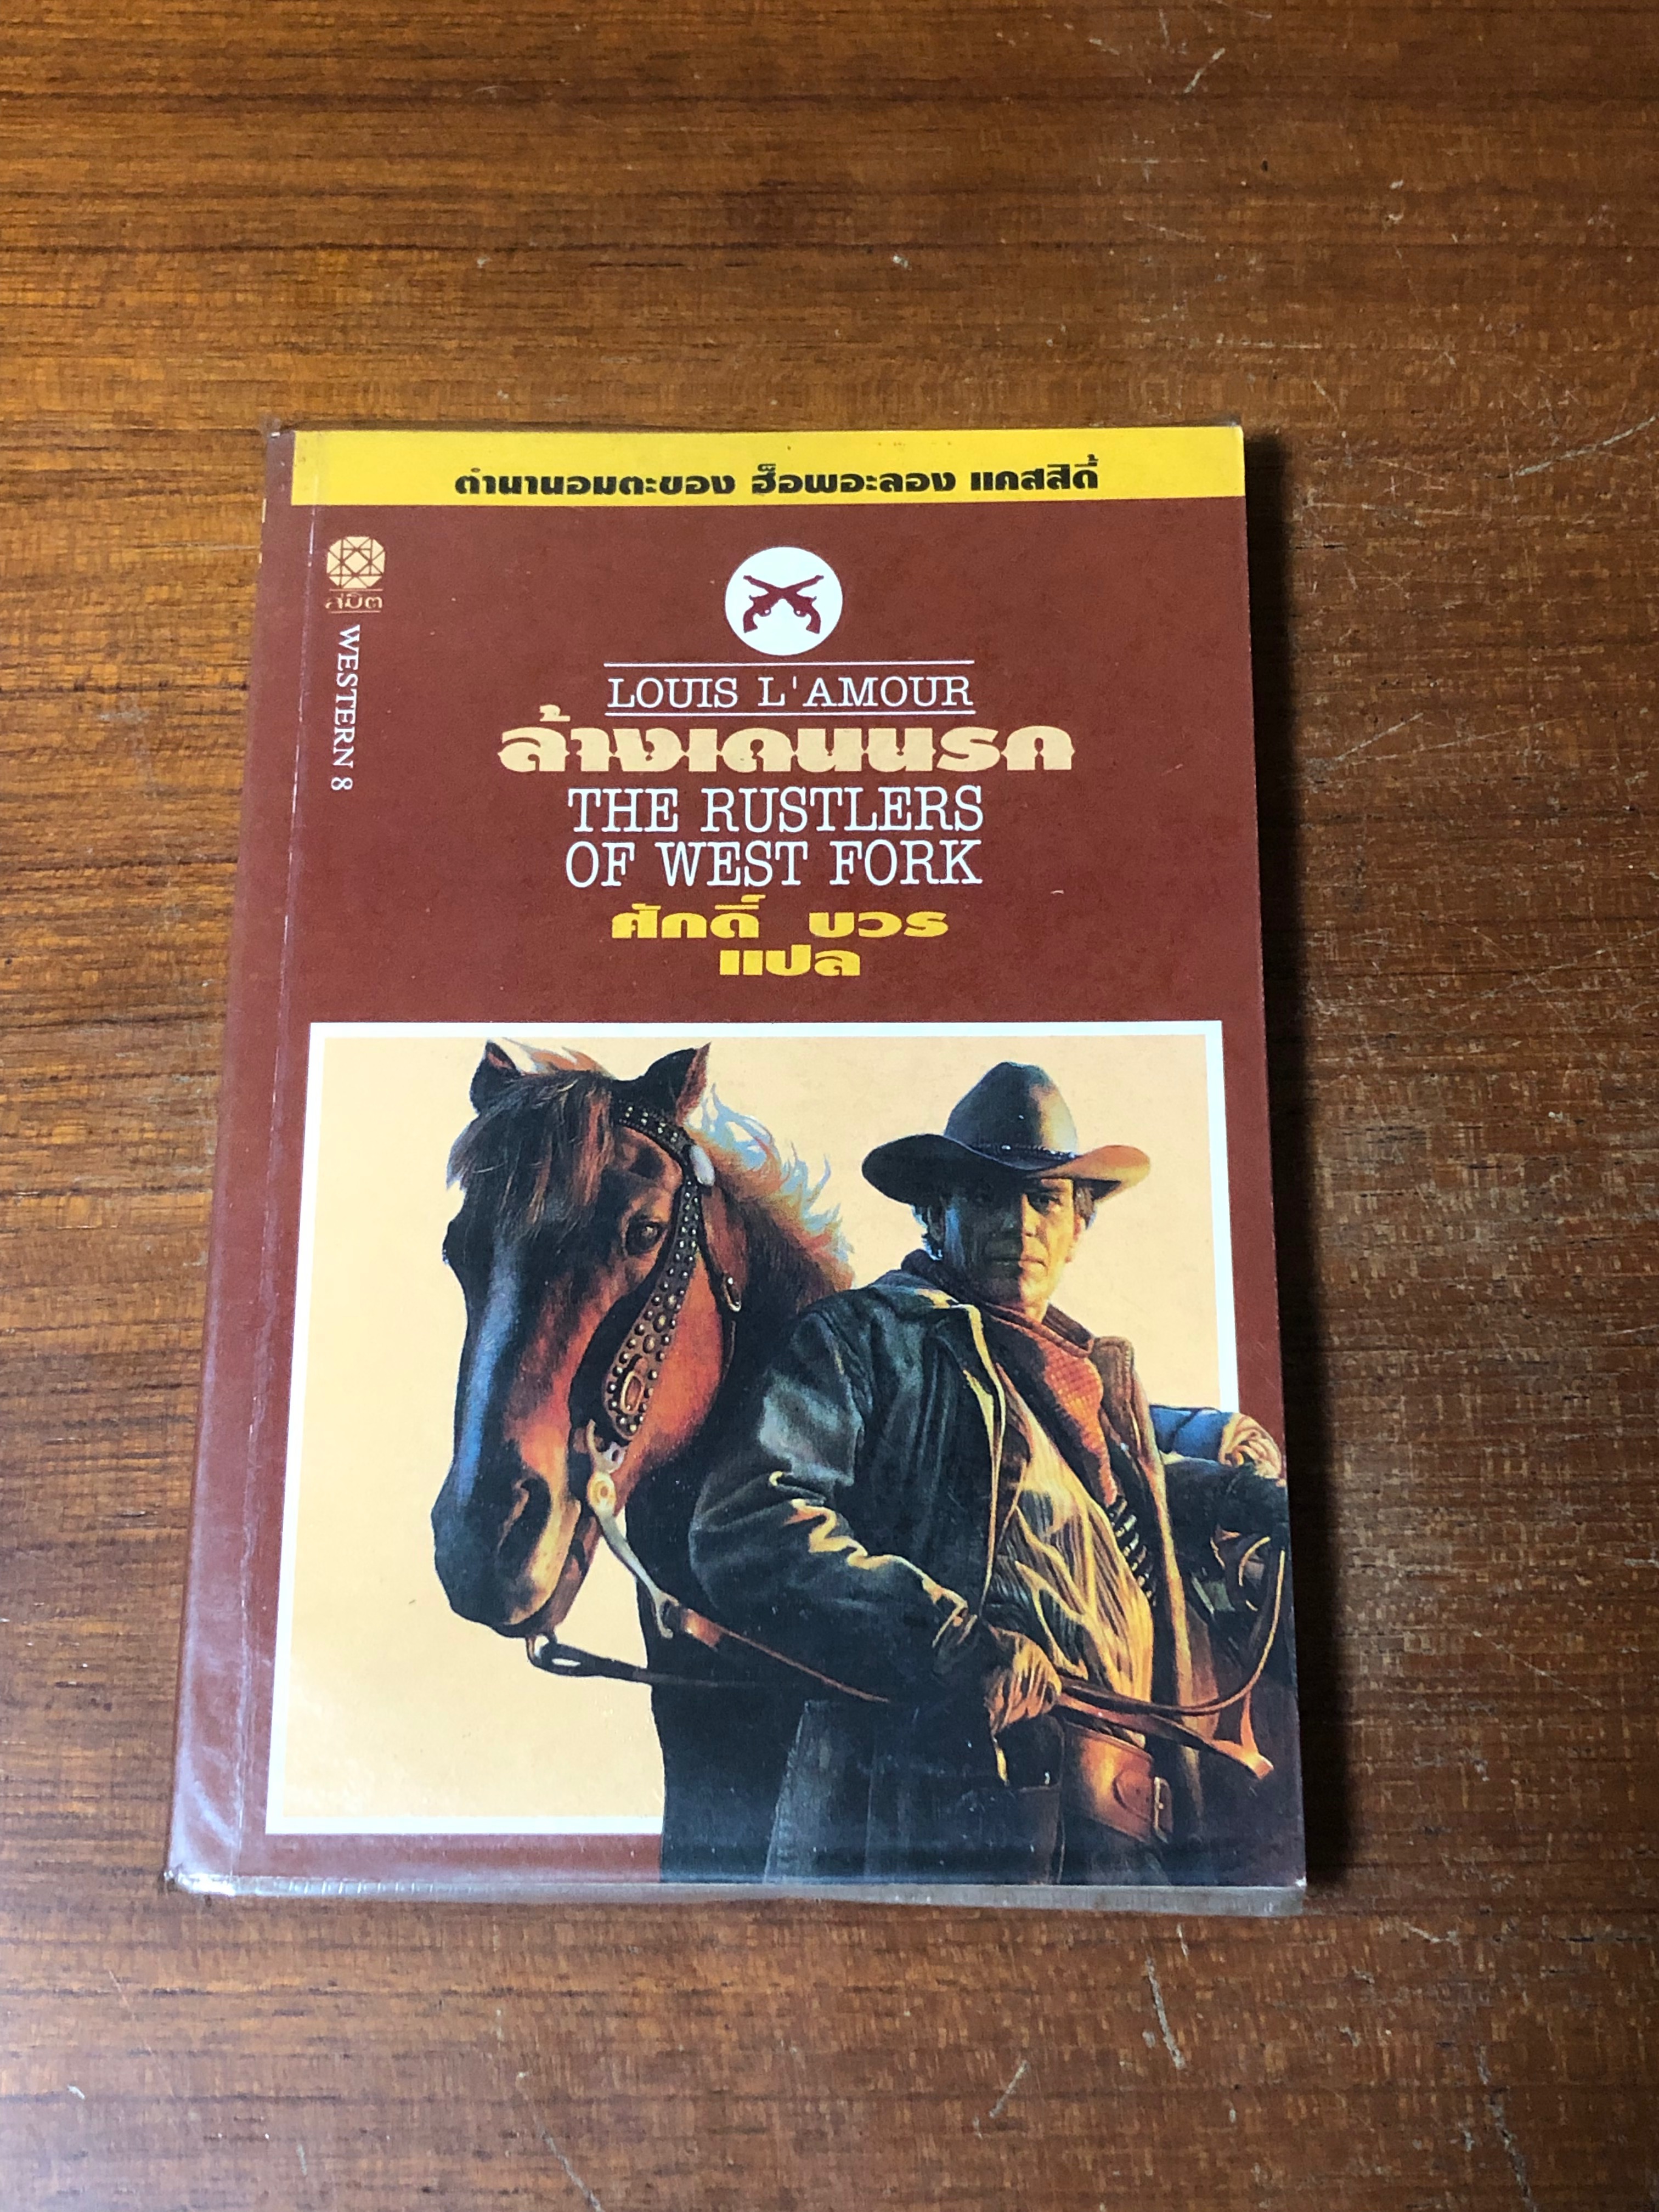 ตำนานอมตะของ ฮ็อพอะลอง แคสสิดี้
สมิต
WESTERN 8
LOUIS L'AMOUR
ล้างแดนนรก
THE RUSTLERS
OF WEST FORK
ศักดิ์ บวร
แปล